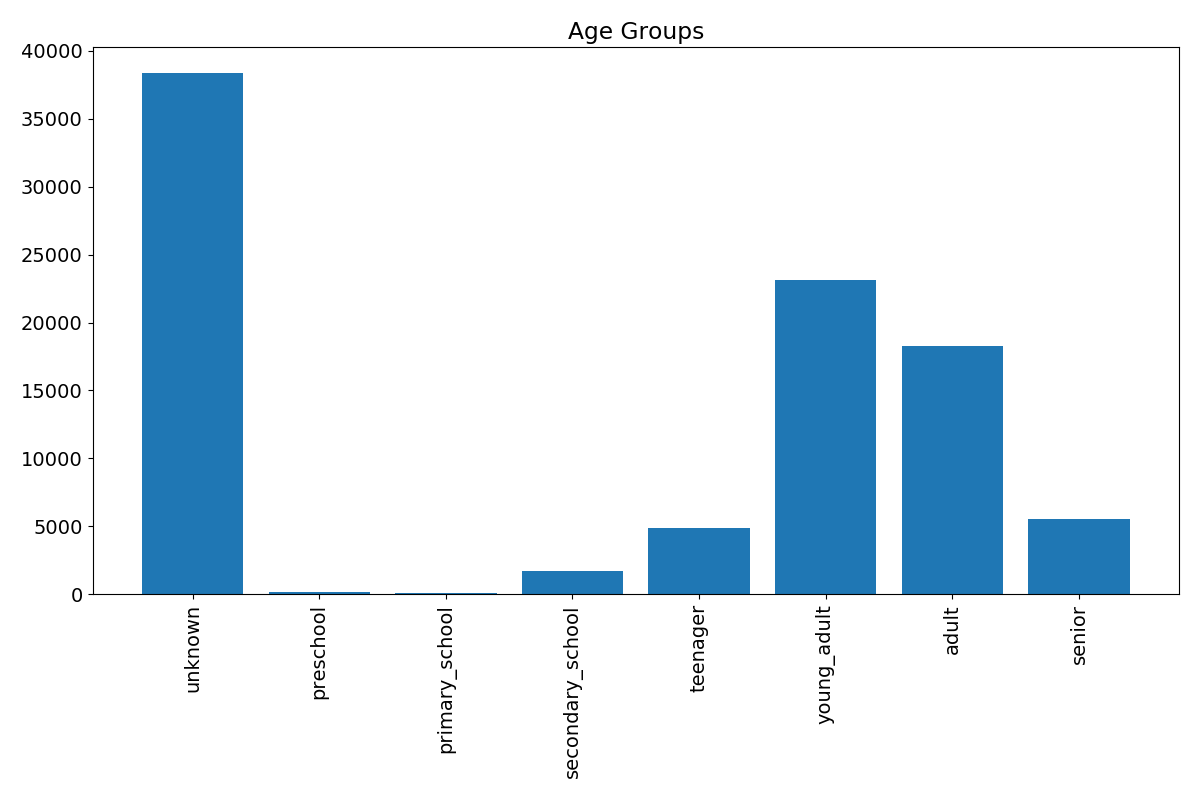 Age Groups
40000
35000
30000
25000
20000
15000
10000
5000
0
unknown
preschool
primary_school
secondary_school
teenager
young_adult
adult
senior